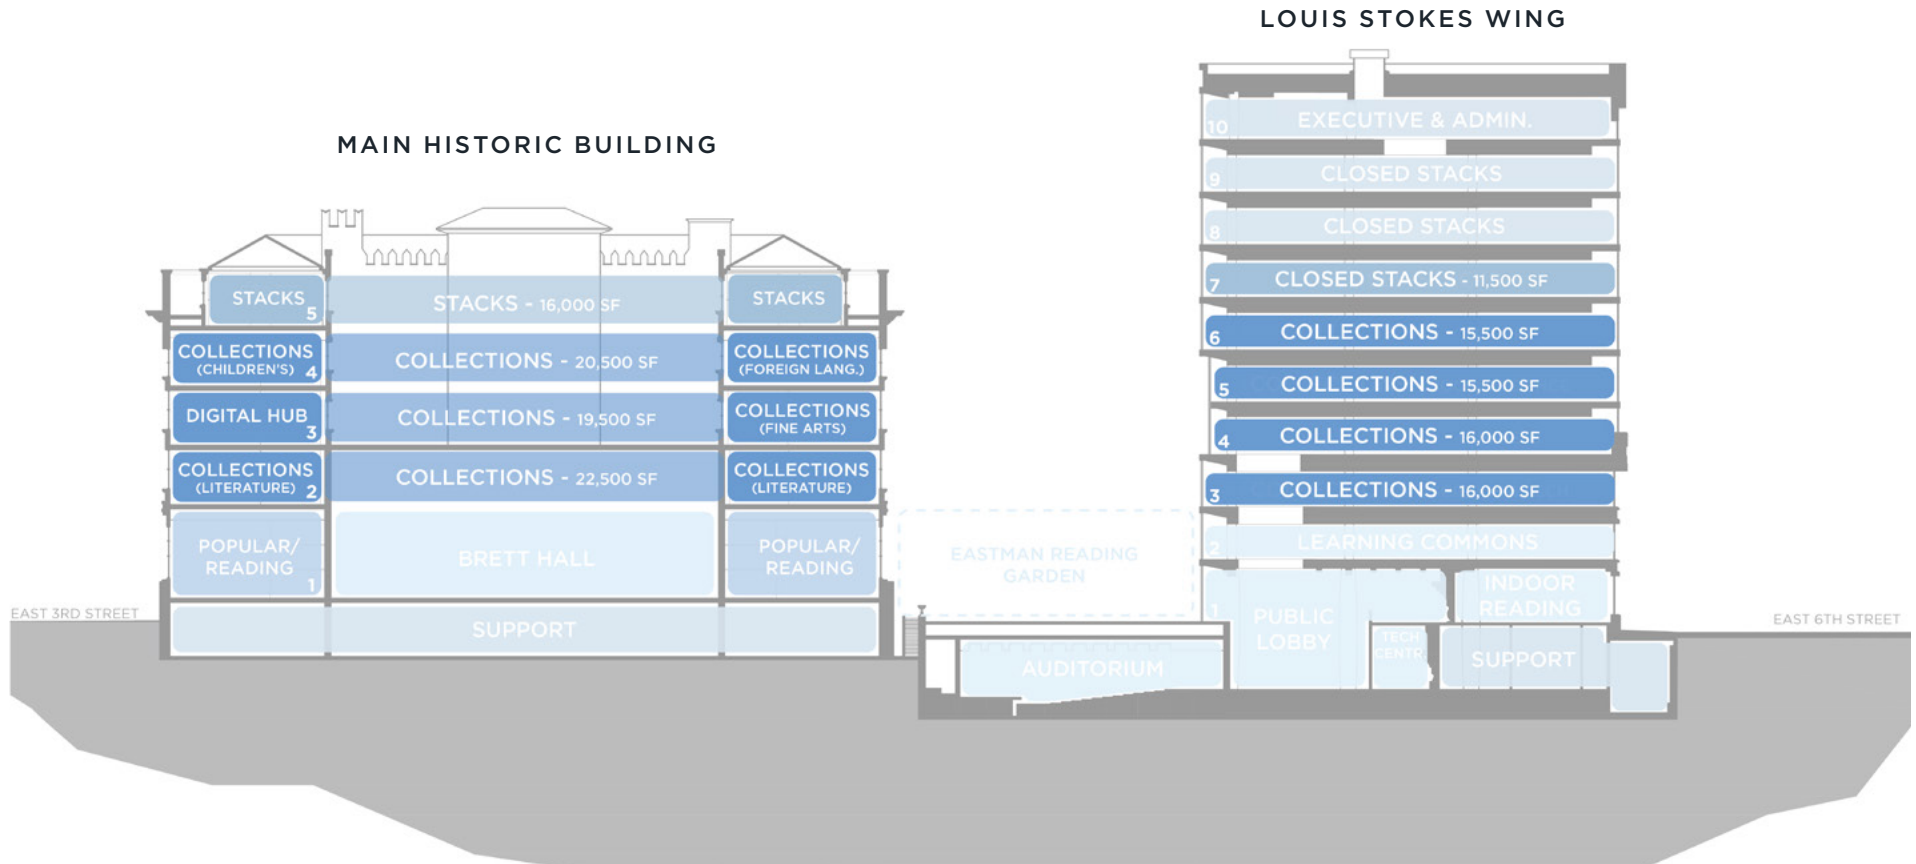 LOUIS STOKES WING
MAIN HISTORIC BUILDING
STACKS
5
STACKS - 16,000 SF
STACKS
COLLECTIONS
(CHILDREN'S) 4
COLLECTIONS - 20,500 SF
COLLECTIONS
(FOREIGN LANG.)
DIGITAL HUB
3
COLLECTIONS - 19,500 SF
COLLECTIONS
(FINE ARTS)
COLLECTIONS
(LITERATURE) 2
COLLECTIONS - 22,500 SF
COLLECTIONS
(LITERATURE)
POPULAR/
READING
1
BRETT HALL
POPULAR/
READING
SUPPORT
EAST 3RD STREET
EASTMAN READING
GARDEN
10 EXECUTIVE & ADMIN.
9 CLOSED STACKS
8 CLOSED STACKS
7 CLOSED STACKS - 11,500 SF
6 COLLECTIONS - 15,500 SF
5 COLLECTIONS - 15,500 SF
4 COLLECTIONS - 16,000 SF
3 COLLECTIONS - 16,000 SF
2 LEARNING COMMONS
1
PUBLIC
LOBBY
INDOOR
READING
TECH
CENTR.
SUPPORT
AUDITORIUM
EAST 6TH STREET